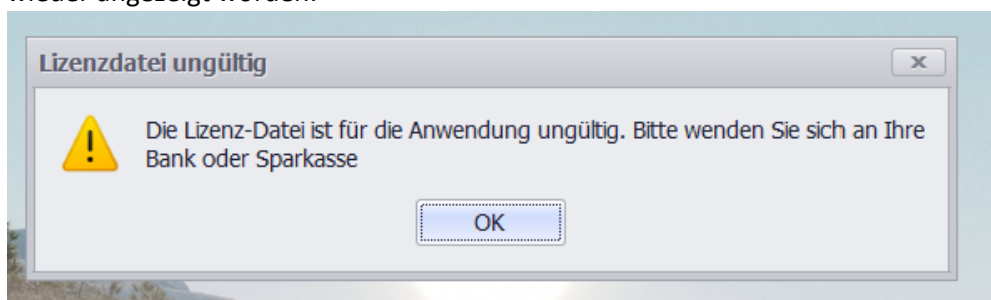 wieder angezeigt worden.
Lizenzdatei ungültig
Die Lizenz-Datei ist für die Anwendung ungültig. Bitte wenden Sie sich an Ihre
Bank oder Sparkasse
OK